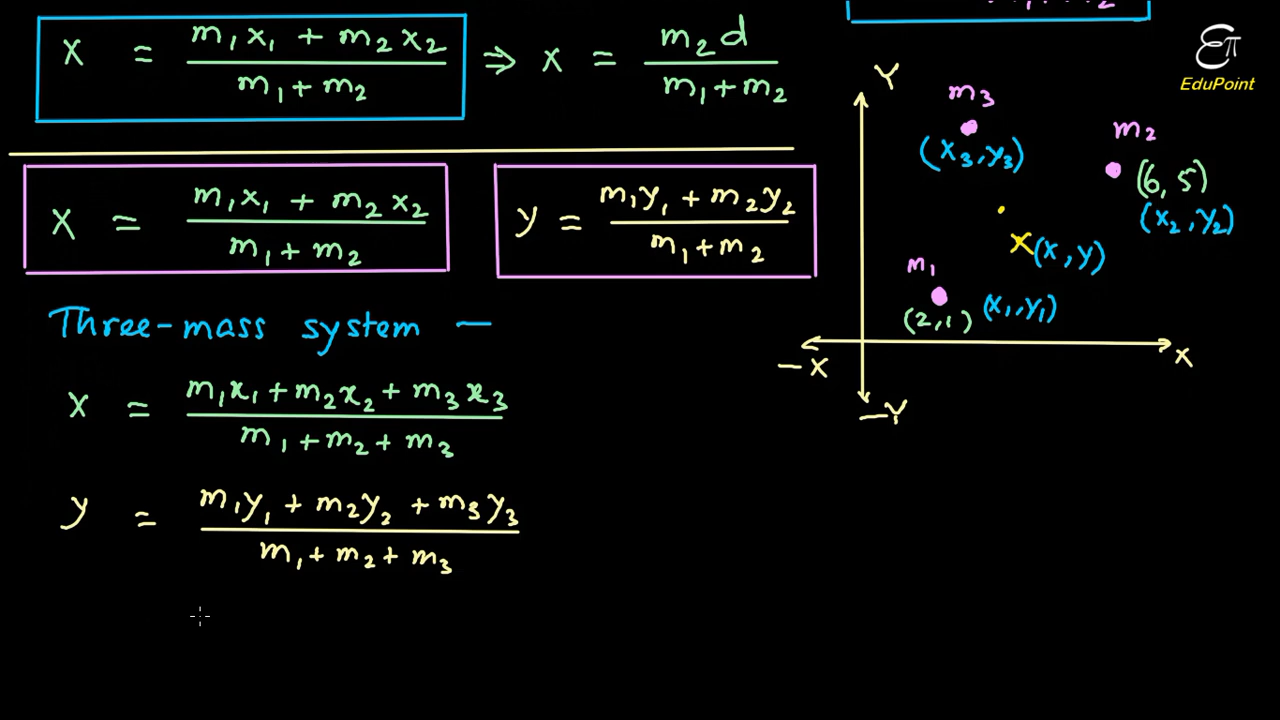 x = (m₁x₁ + m₂x₂)/(m₁ + m₂) ⇒ x = m₂d/(m₁ + m₂)
x = (m₁x₁ + m₂x₂)/(m₁ + m₂)
y = (m₁y₁ + m₂y₂)/(m₁ + m₂)
Three-mass system —
x = (m₁x₁ + m₂x₂ + m₃x₃)/(m₁ + m₂ + m₃)
y = (m₁y₁ + m₂y₂ + m₃y₃)/(m₁ + m₂ + m₃)
επ
EduPoint
Y
m₃
(x₃, y₃)
m₂
(6, 5)
(x₂, y₂)
x (x, y)
m₁
(2, 1) (x₁, y₁)
-x
x
-Y